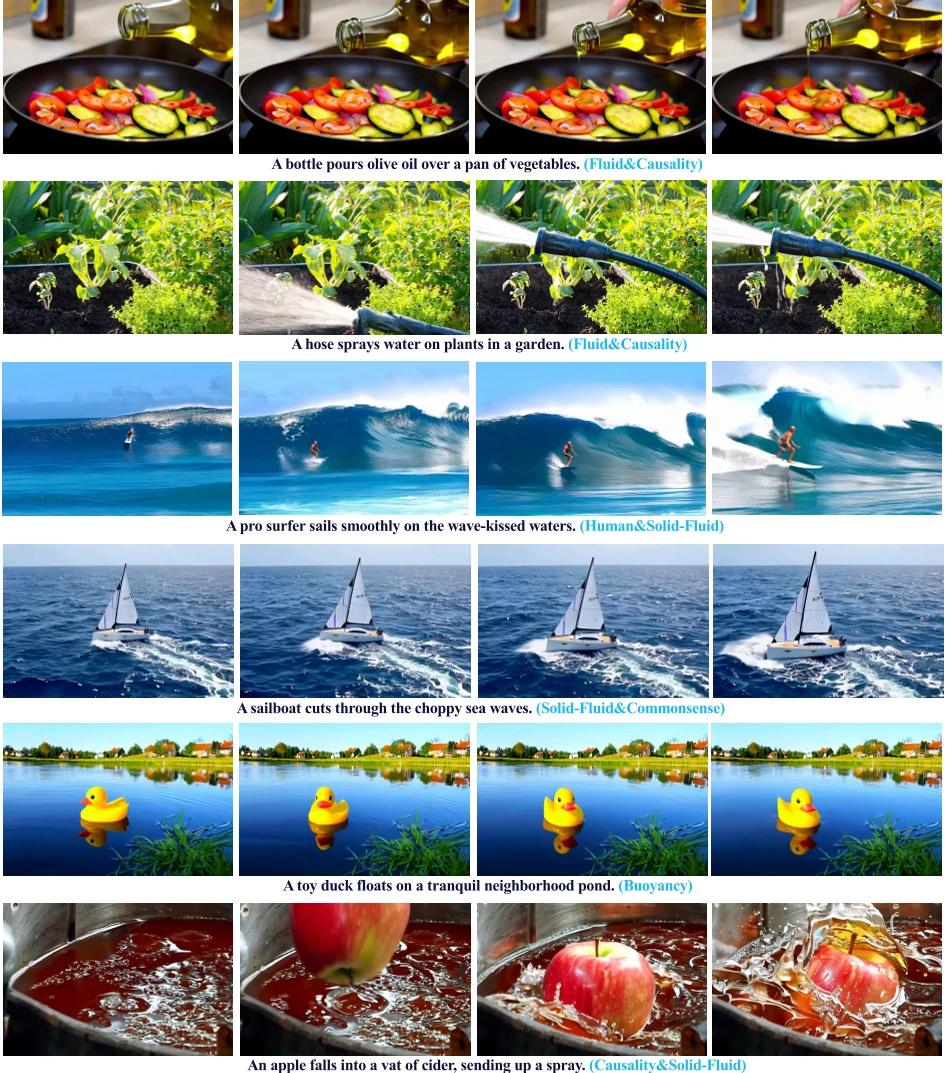 A bottle pours olive oil over a pan of vegetables. (Fluid&Causality)
A hose sprays water on plants in a garden. (Fluid&Causality)
A pro surfer sails smoothly on the wave-kissed waters. (Human&Solid-Fluid)
A sailboat cuts through the choppy sea waves. (Solid-Fluid&Commonsense)
A toy duck floats on a tranquil neighborhood pond. (Buoyancy)
An apple falls into a vat of cider, sending up a spray. (Causality&Solid-Fluid)